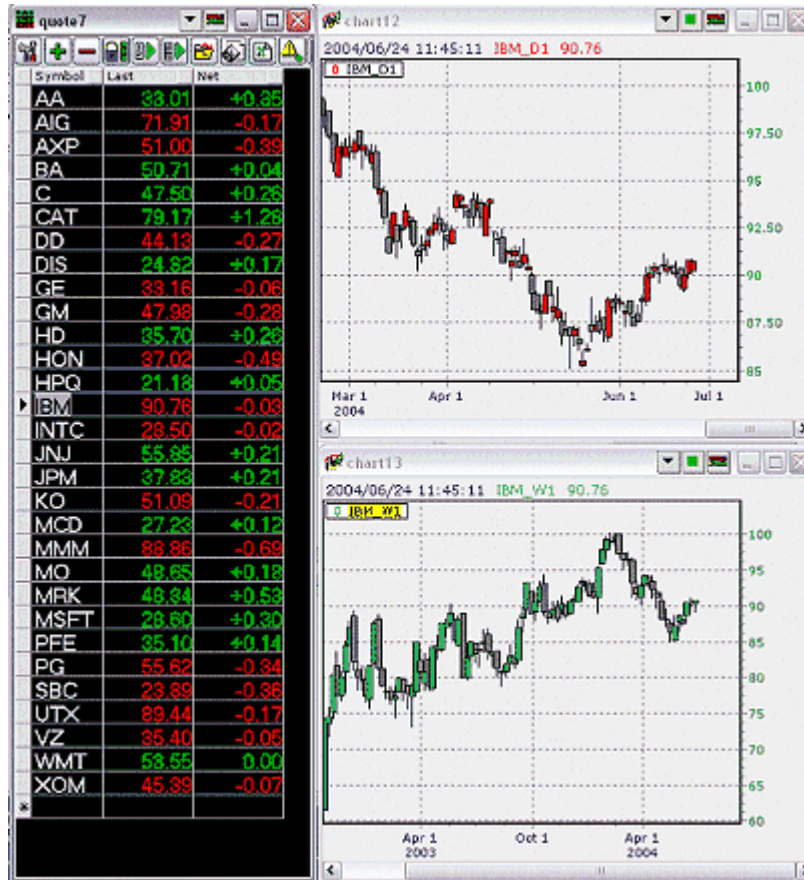 quote7
Symbol Last Net
AA 33.01 +0.35
AIG 71.91 -0.17
AXP 51.00 -0.39
BA 50.71 +0.04
C 47.50 +0.26
CAT 79.17 +1.26
DD 44.13 -0.27
DIS 24.82 +0.17
GE 33.16 -0.06
GM 47.98 -0.28
HD 35.70 +0.26
HON 37.02 -0.49
HPQ 21.18 +0.05
IBM 90.76 -0.03
INTC 28.50 -0.02
JNJ 55.85 +0.21
JPM 37.83 +0.21
KO 51.09 -0.21
MCD 27.23 +0.12
MMM 88.86 -0.69
MO 48.65 +0.18
MRK 48.34 +0.53
MSFT 28.60 +0.30
PFE 35.10 +0.14
PG 55.62 -0.34
SBC 23.89 -0.36
UTX 89.44 -0.17
VZ 35.40 -0.05
WMT 53.55 0.00
XOM 45.39 -0.07
chart12
2004/06/24 11:45:11 IBM_D1 90.76
IBM_D1
100
97.50
95
92.50
90
87.50
85
Mar 1 Apr 1 Jun 1 Jul 1
2004
chart13
2004/06/24 11:45:11 IBM_W1 90.76
IBM_W1
100
95
90
85
80
75
70
65
60
Apr 1 Oct 1 Apr 1
2003 2004